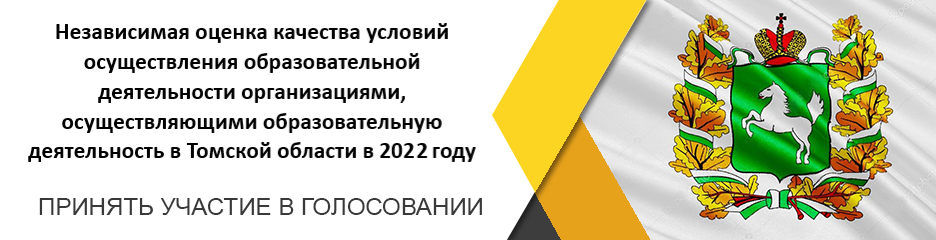 Независимая оценка качества условий
осуществления образовательной
деятельности организациями,
осуществляющими образовательную
деятельность в Томской области в 2022 году
ПРИНЯТЬ УЧАСТИЕ В ГОЛОСОВАНИИ